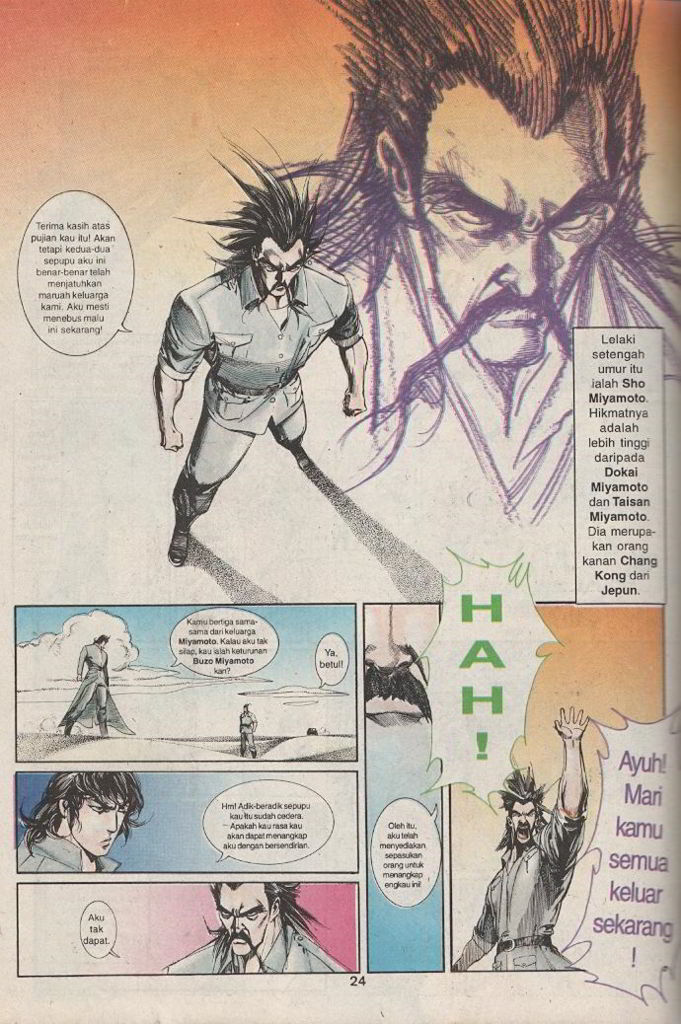 Terima kasih atas
pujian kau itu! Akan
tetapi kedua-dua
sepupu aku ini
benar-benar telah
menjatuhkan
maruah keluarga
kami. Aku mesti
menebus malu
ini sekarang!
Lelaki
setengah
umur itu
ialah Sho
Miyamoto.
Hikmatnya
adalah
lebih tinggi
daripada
Dokai
Miyamoto
dan Taisan
Miyamoto.
Dia merupa-
kan orang
kanan Chang
Kong dari
Jepun.
Kamu bertiga sama-
sama dari keluarga
Miyamoto. Kalau aku tak
silap, kau ialah keturunan
Buzo Miyamoto
kan?
Ya,
betul!
Hm! Adik-beradik sepupu
kau itu sudah cedera.
Apakah kau rasa kau
akan dapat menangkap
aku dengan bersendirian.
Aku
tak
dapat.
Oleh itu,
aku telah
menyediakan
sepasukan
orang untuk
menangkap
engkau ini!
HAH!
Ayuh!
Mari
kamu
semua
keluar
sekarang
!
24